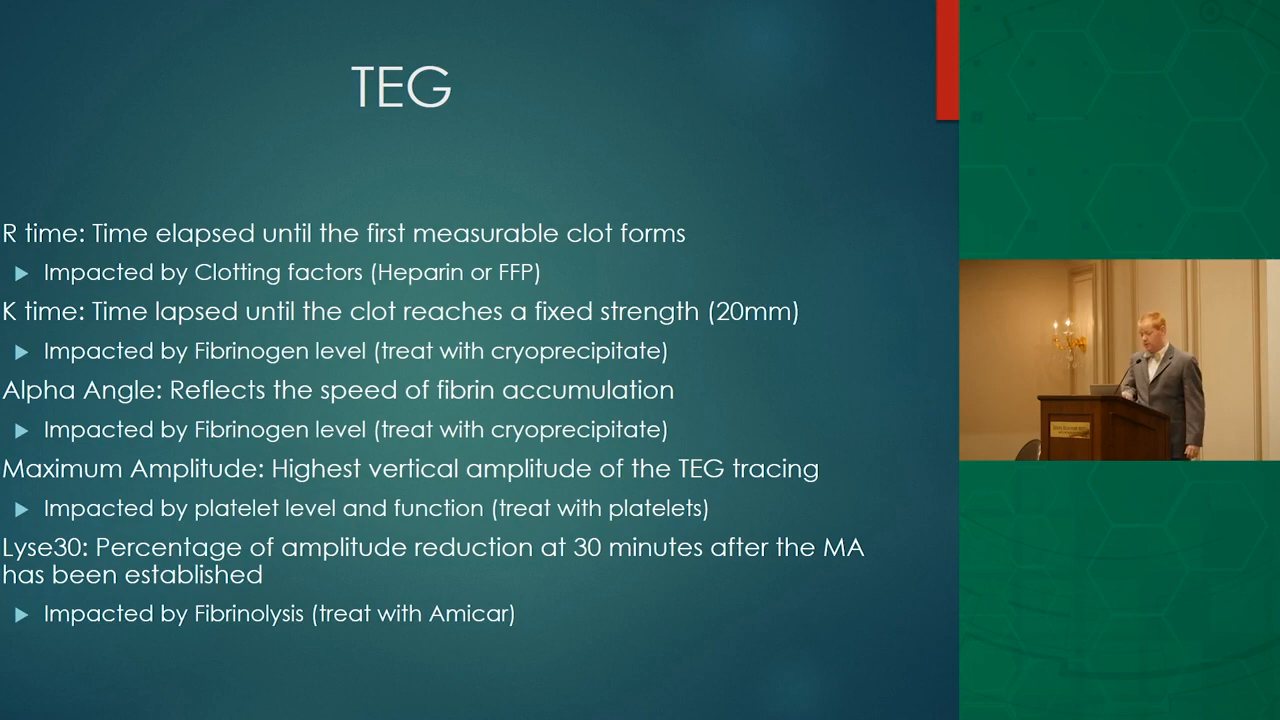 TEG
R time: Time elapsed until the first measurable clot forms
Impacted by Clotting factors (Heparin or FFP)
K time: Time lapsed until the clot reaches a fixed strength (20mm)
Impacted by Fibrinogen level (treat with cryoprecipitate)
Alpha Angle: Reflects the speed of fibrin accumulation
Impacted by Fibrinogen level (treat with cryoprecipitate)
Maximum Amplitude: Highest vertical amplitude of the TEG tracing
Impacted by platelet level and function (treat with platelets)
Lyse30: Percentage of amplitude reduction at 30 minutes after the MA
has been established
Impacted by Fibrinolysis (treat with Amicar)